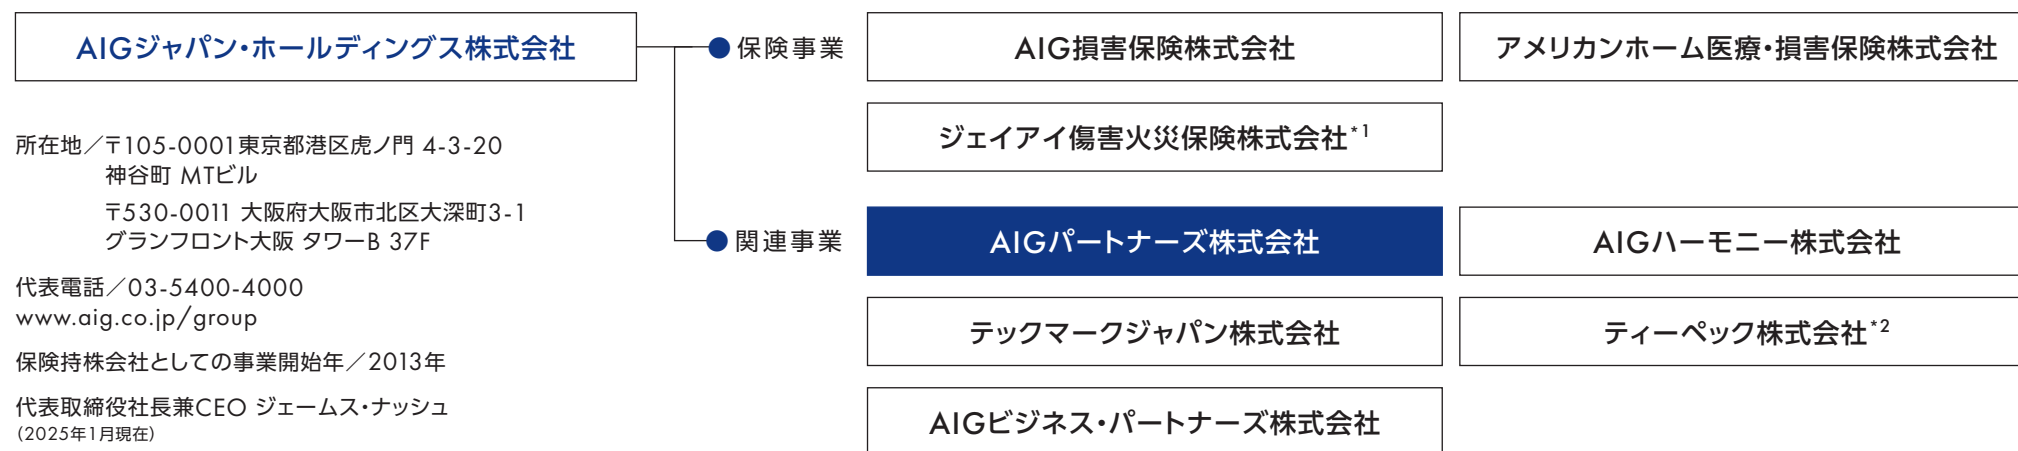 AIGジャパン・ホールディングス株式会社
所在地／〒105-0001東京都港区虎ノ門 4-3-20
神谷町 MTビル
〒530-0011 大阪府大阪市北区大深町3-1
グランフロント大阪 タワーB 37F
代表電話／03-5400-4000
www.aig.co.jp/group
保険持株会社としての事業開始年／2013年
代表取締役社長兼CEO ジェームス・ナッシュ
(2025年1月現在)
保険事業
AIG損害保険株式会社
アメリカンホーム医療・損害保険株式会社
ジェイアイ傷害火災保険株式会社*1
関連事業
AIGパートナーズ株式会社
AIGハーモニー株式会社
テックマークジャパン株式会社
ティーペック株式会社*2
AIGビジネス・パートナーズ株式会社